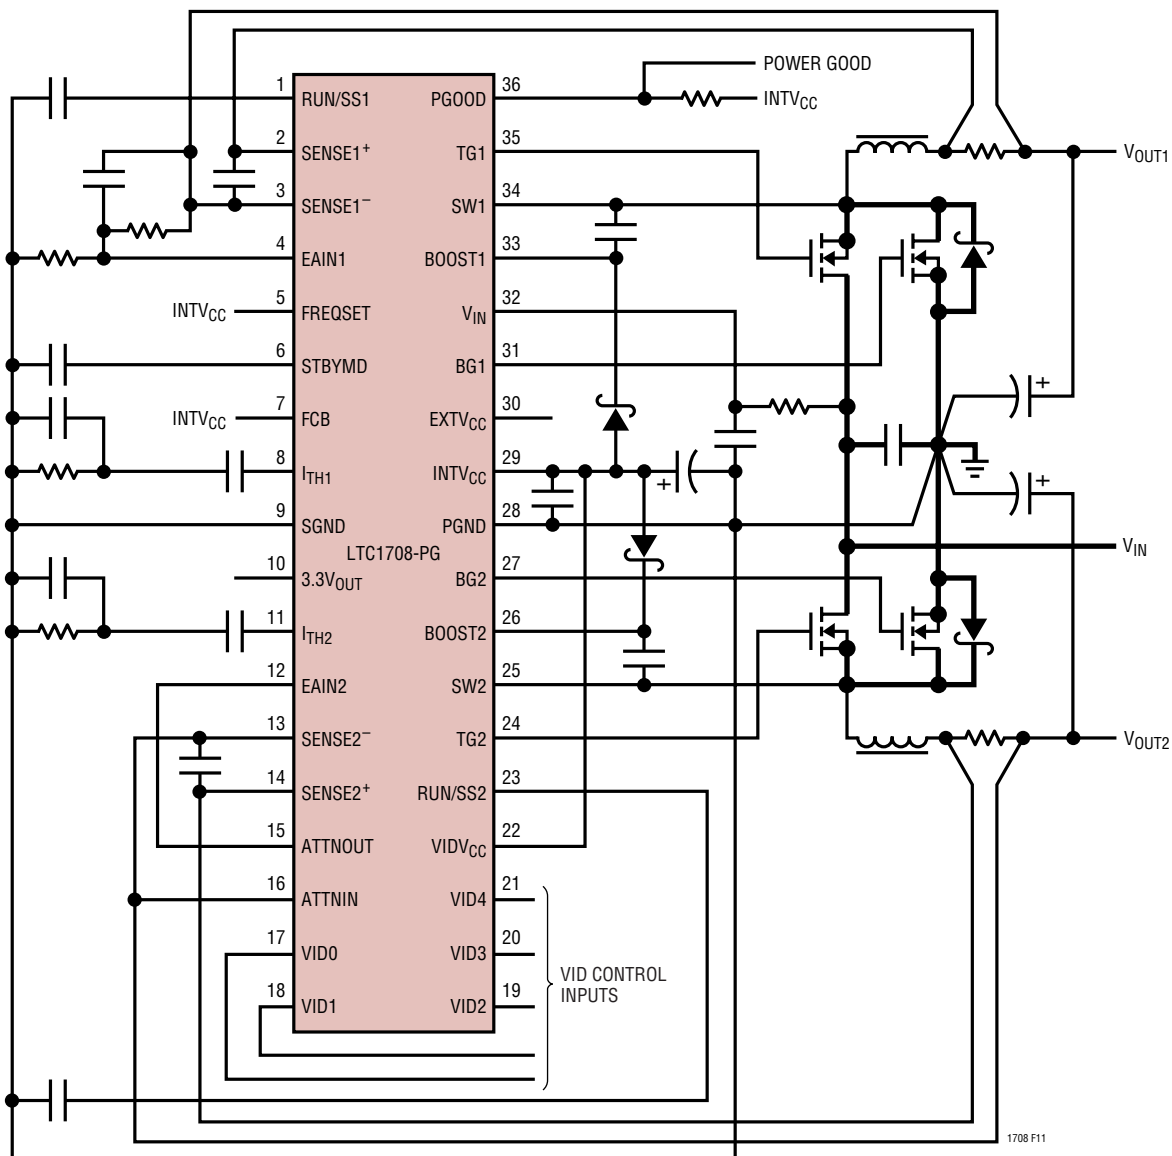 POWER GOOD
INTVCC
1 RUN/SS1
2 SENSE1+
3 SENSE1−
4 EAIN1
INTVCC 5 FREQSET
6 STBYMD
INTVCC 7 FCB
8 ITH1
9 SGND
10 3.3VOUT
11 ITH2
12 EAIN2
13 SENSE2−
14 SENSE2+
15 ATTNOUT
16 ATTNIN
17 VID0
18 VID1
LTC1708-PG
PGOOD 36
TG1 35
SW1 34
BOOST1 33
VIN 32
BG1 31
EXTVCC 30
INTVCC 29
PGND 28
BG2 27
BOOST2 26
SW2 25
TG2 24
RUN/SS2 23
VIDVCC 22
VID4 21
VID3 20
VID2 19
VID CONTROL
INPUTS
+
+
+
VOUT1
VIN
VOUT2
1708 F11